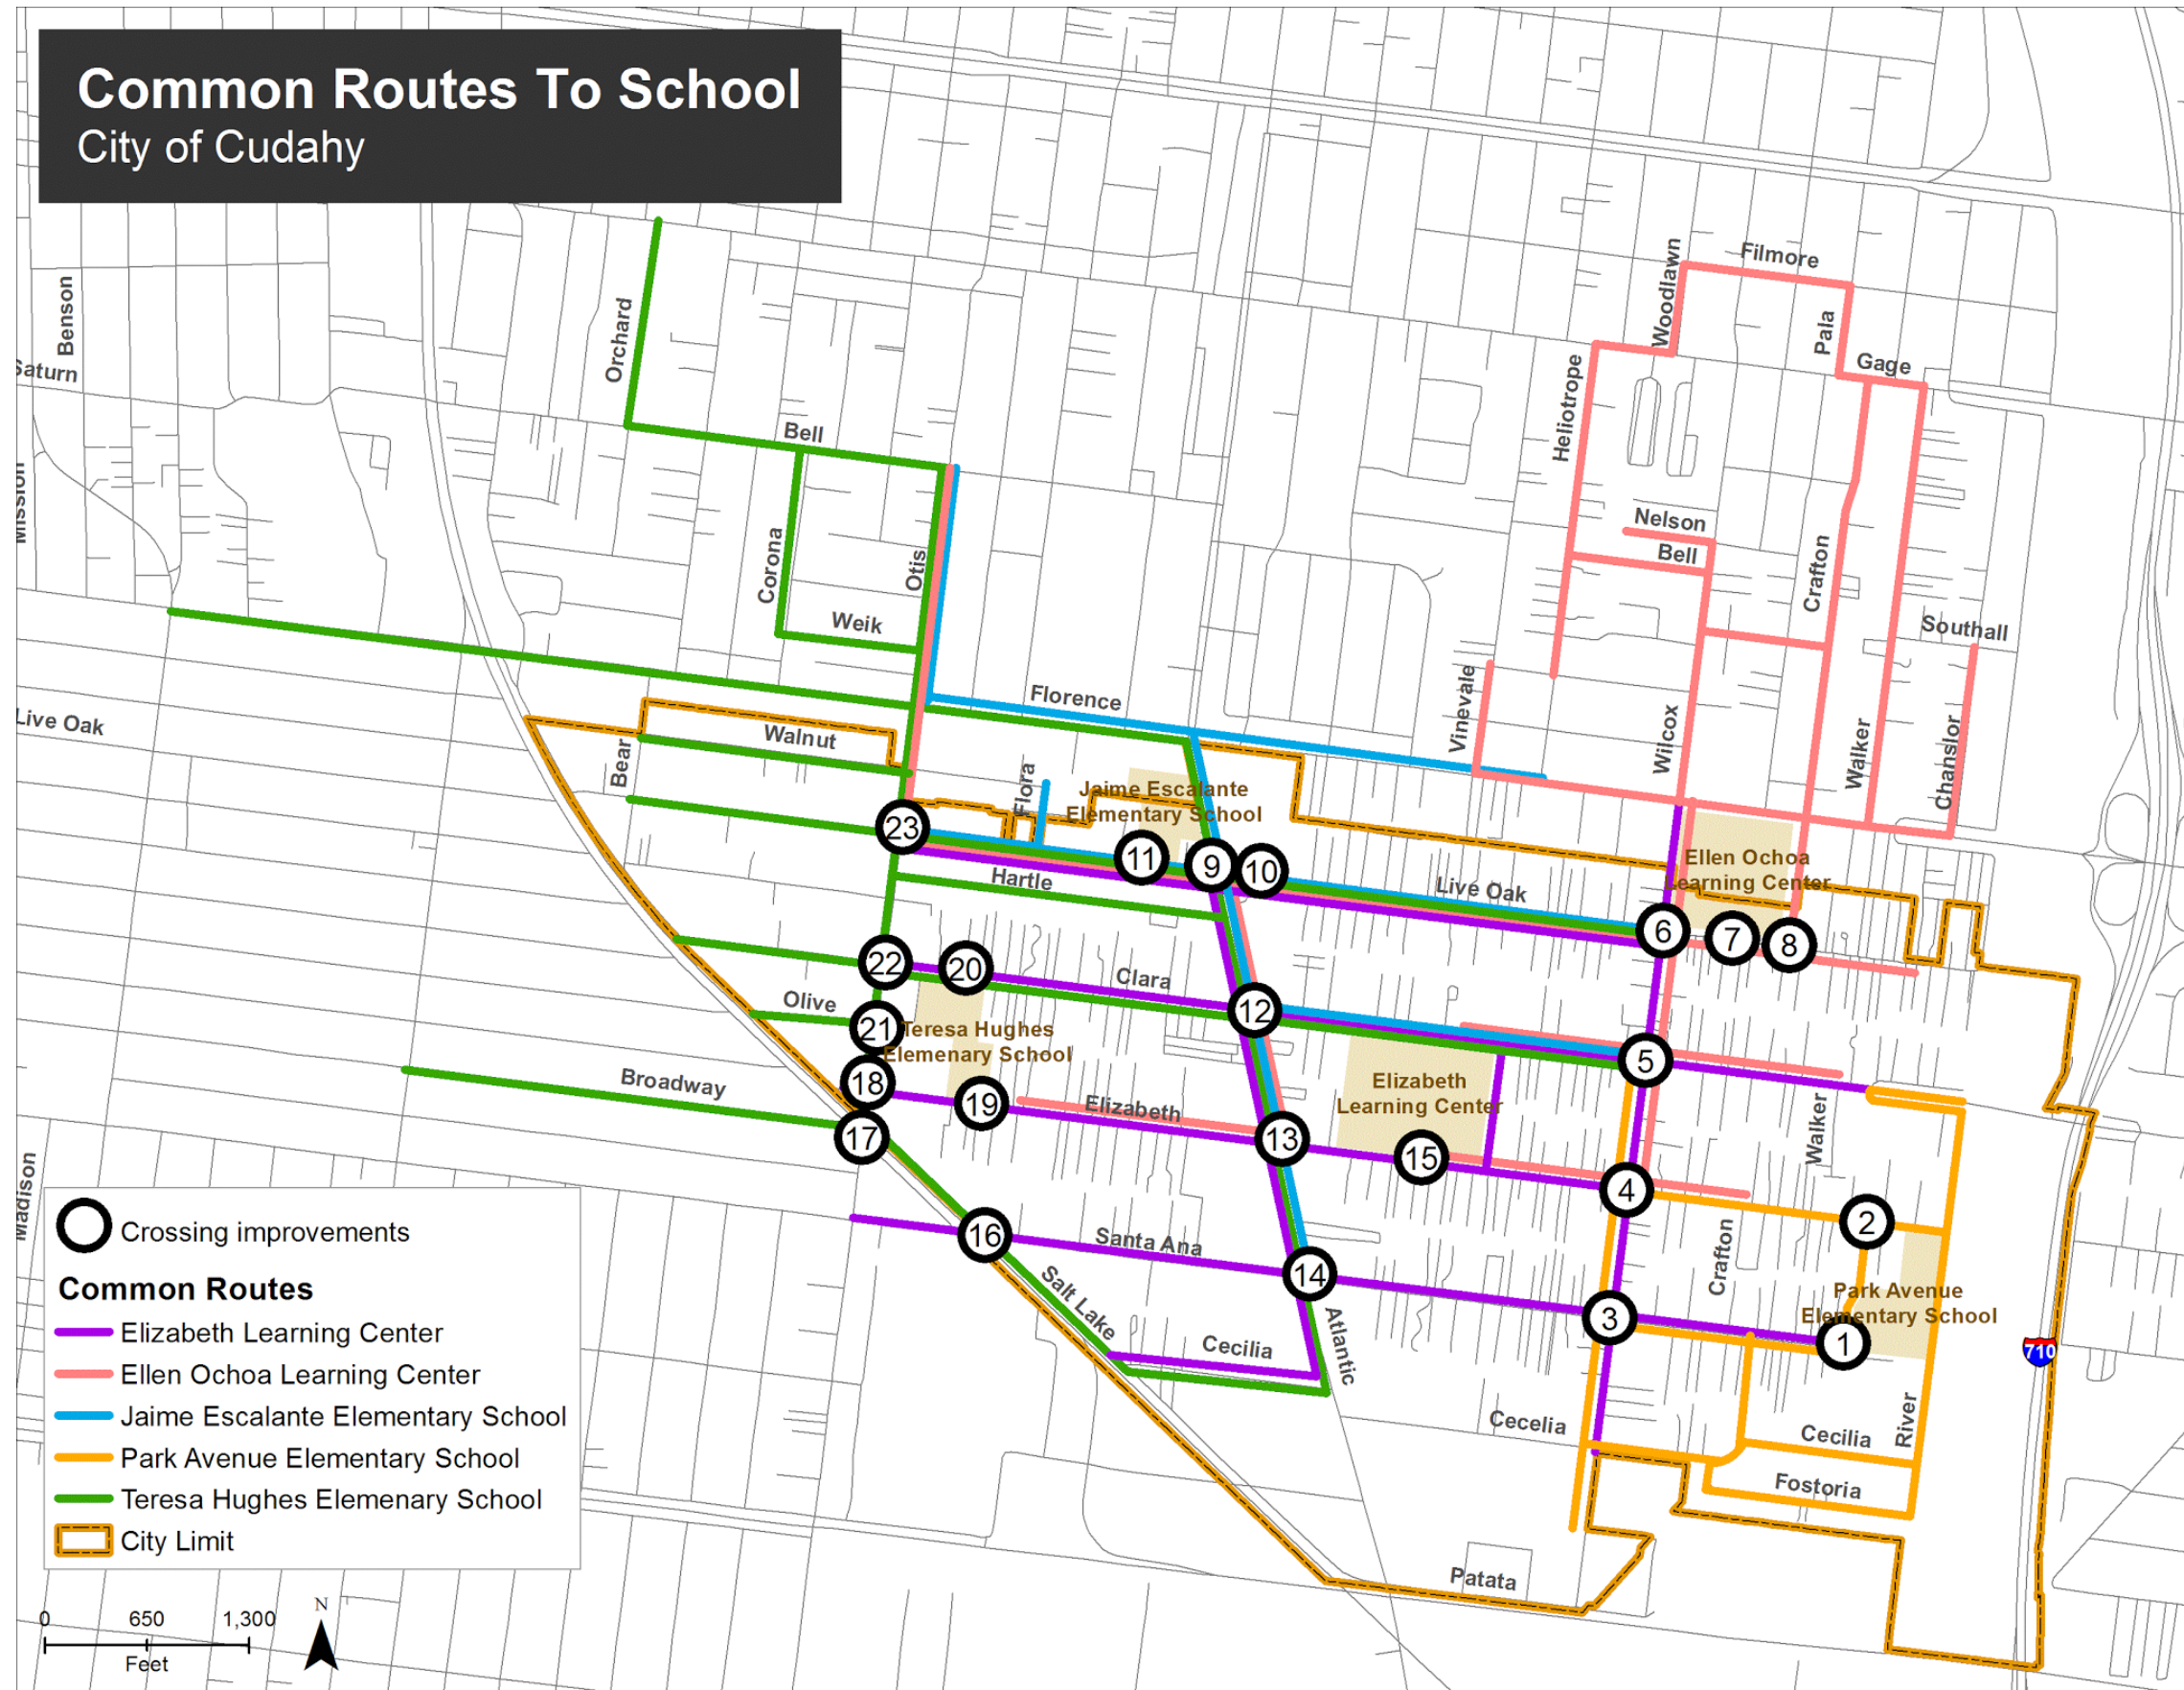 Common Routes To School
City of Cudahy
Filmore
Woodlawn
Pala
Gage
Benson
Saturn
Orchard
Heliotrope
Bell
Mission
Nelson
Bell
Corona
Otis
Crafton
Weik
Southall
Florence
Vinevale
Live Oak
Walnut
Bear
Wilcox
Walker
Chanslor
Flora
Jaime Escalante
Elementary School
23
11
9
10
Ellen Ochoa
Learning Center
Hartle
Live Oak
6
7
8
22
20
Clara
Olive
12
21
Teresa Hughes
Elemenary School
5
Broadway
18
19
Elizabeth
Elizabeth
Learning Center
Walker
17
13
15
4
2
Madison
16
Santa Ana
14
Crafton
Salt Lake
3
Park Avenue
Elementary School
1
710
Cecilia
Atlantic
Cecelia
Cecilia
River
Fostoria
Patata
Crossing improvements
Common Routes
Elizabeth Learning Center
Ellen Ochoa Learning Center
Jaime Escalante Elementary School
Park Avenue Elementary School
Teresa Hughes Elemenary School
City Limit
0 650 1,300
Feet
N